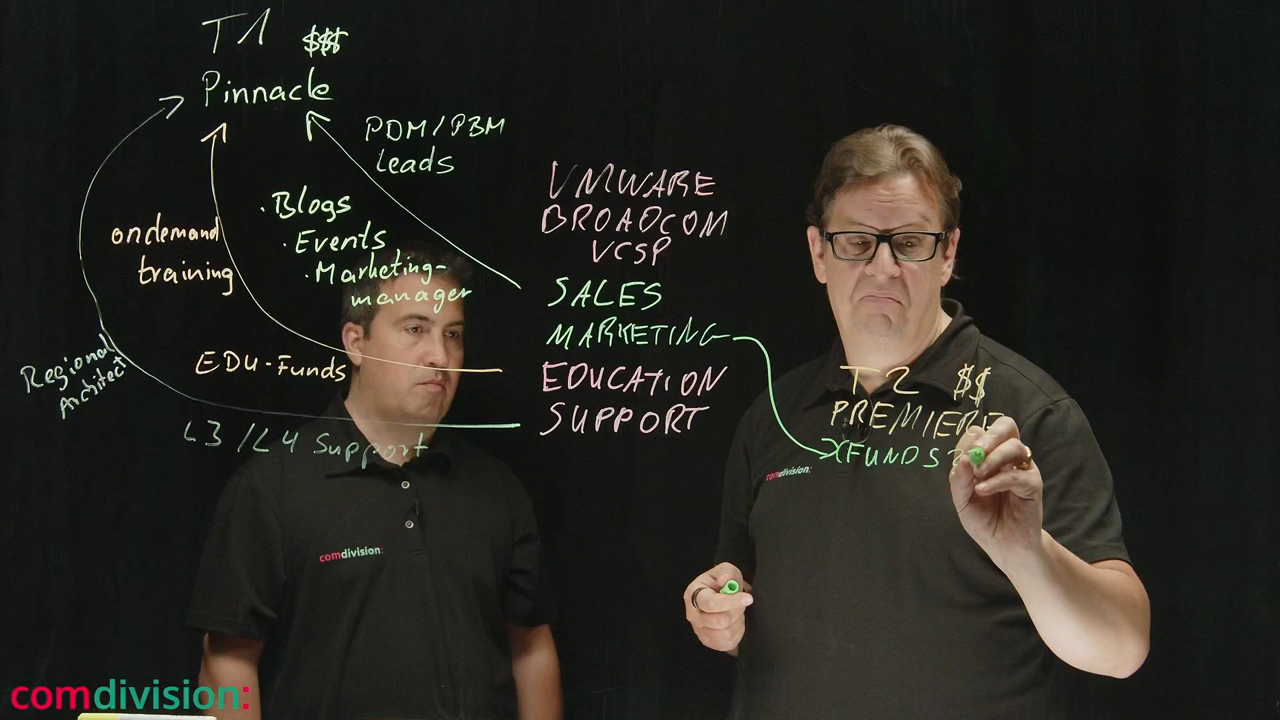 T1 $$$
Pinnacle
PDM/PBM
Leads
• Blogs
• Events
• Marketing-
manager
ondemand
training
EDU-Funds
Regional
Architect
L3/L4 Support
VMWARE
BROADCOM
VCSP
SALES
MARKETING
EDUCATION
SUPPORT
T2 $$
PREMIERE
(FUNDS
comdivision:
comdivision:
comdivision: